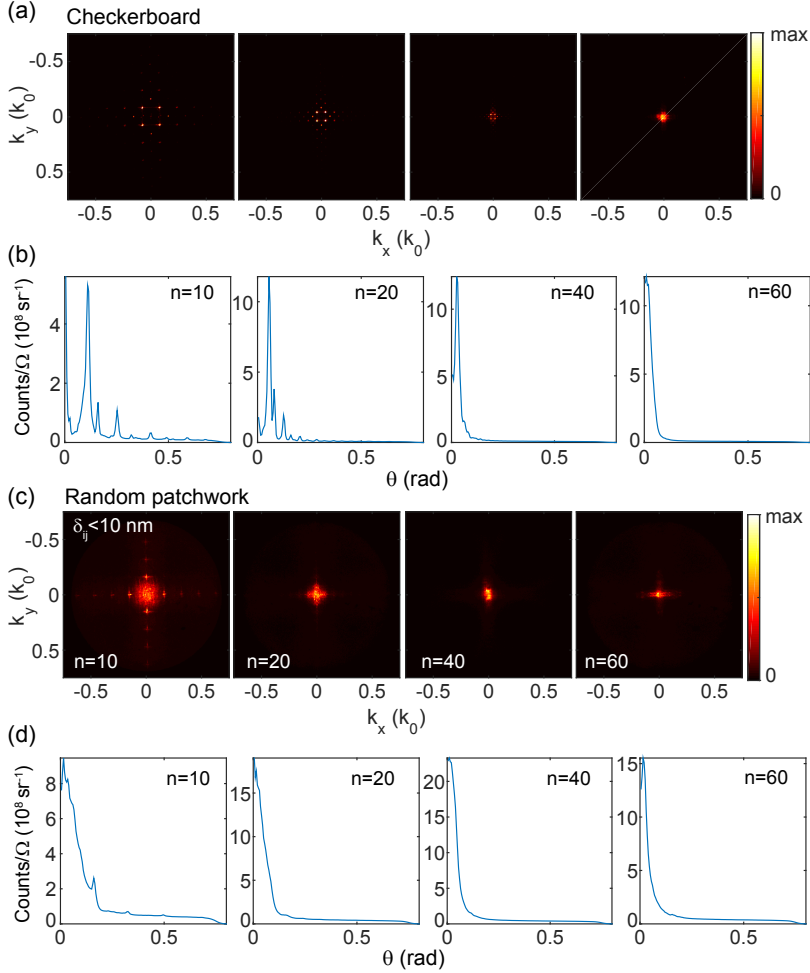 (a) Checkerboard
k_y (k_0)
-0.5
0
0.5
-0.5 0 0.5 -0.5 0 0.5 -0.5 0 0.5 -0.5 0 0.5
k_x (k_0)
max
0
(b)
Counts/Ω (10⁸ sr⁻¹)
n=10 n=20 n=40 n=60
4
2
0
10
5
0
10
5
0
10
5
0
0 0.5 0 0.5 0 0.5 0 0.5
θ (rad)
(c) Random patchwork
k_y (k_0)
-0.5
0
0.5
δ_ij<10 nm
n=10 n=20 n=40 n=60
-0.5 0 0.5 -0.5 0 0.5 -0.5 0 0.5 -0.5 0 0.5
k_x (k_0)
max
0
(d)
Counts/Ω (10⁸ sr⁻¹)
n=10 n=20 n=40 n=60
8
6
4
2
0
15
10
5
0
20
15
10
5
0
15
10
5
0
0 0.5 0 0.5 0 0.5 0 0.5
θ (rad)